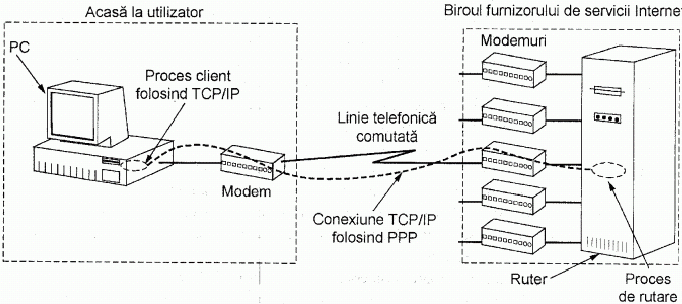 Acasă la utilizator
Biroul furnizorului de servicii Internet
PC
Modemuri
Proces client
folosind TCP/IP
Linie telefonică
comutată
Modem
Conexiune TCP/IP
folosind PPP
Ruter
Proces
de rutare